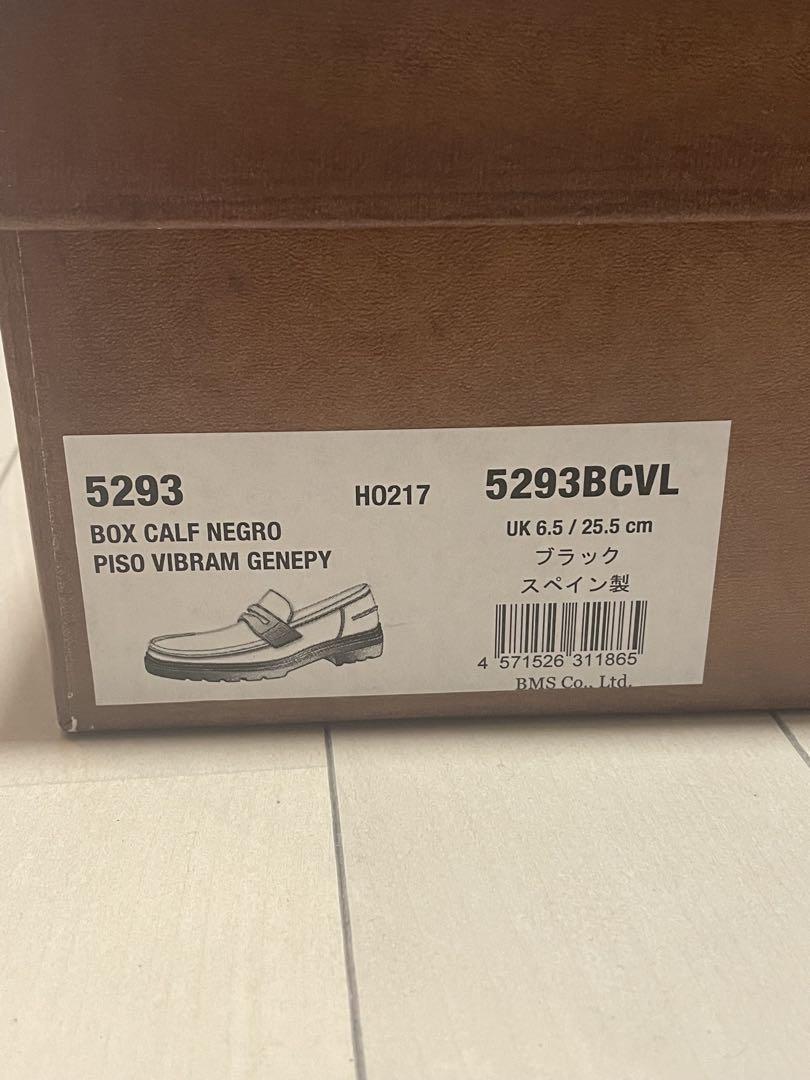 5293
HO217
BOX CALF NEGRO
PISO VIBRAM GENEPY
5293BCVL
UK 6.5 / 25.5 cm
ブラック
スペイン製
4 571526 311865
BMS Co., Ltd.